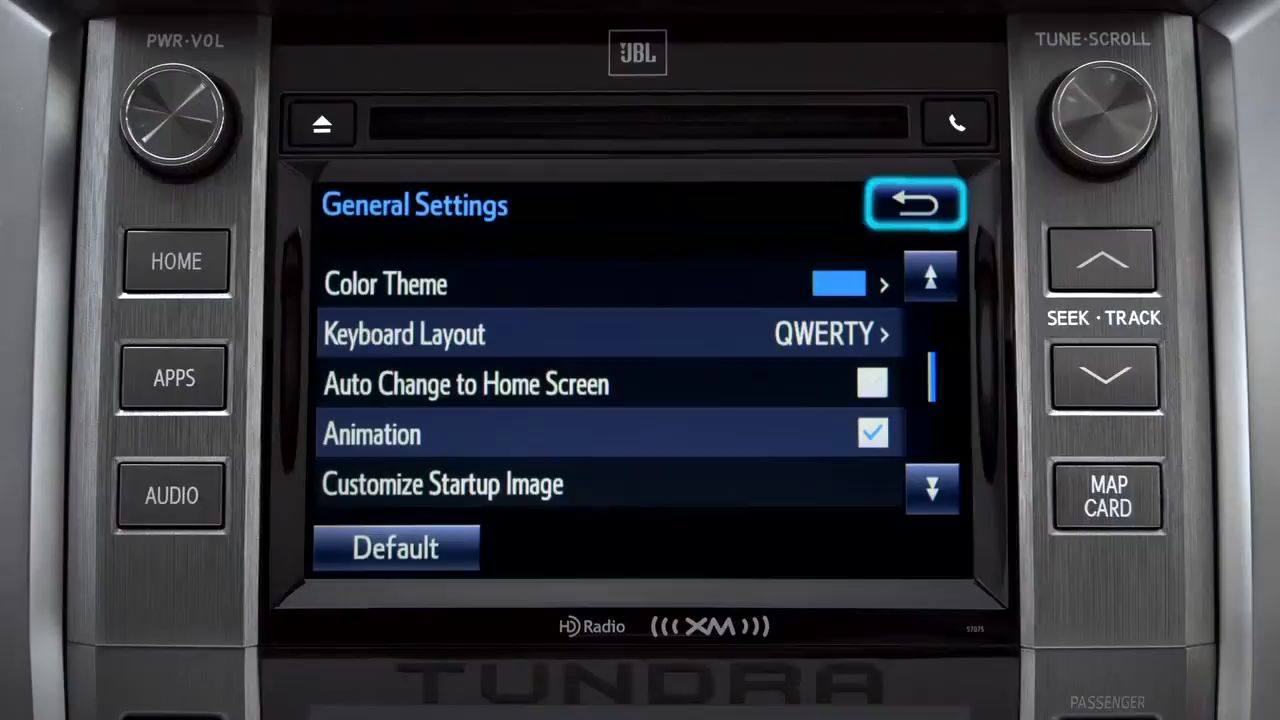 PWR·VOL
TUNE·SCROLL
JBL
General Settings
HOME
Color Theme
SEEK · TRACK
Keyboard Layout QWERTY
APPS
Auto Change to Home Screen
Animation
AUDIO
Customize Startup Image
MAP
CARD
Default
HD Radio
XM
57075
TUNDRA
PASSENGER